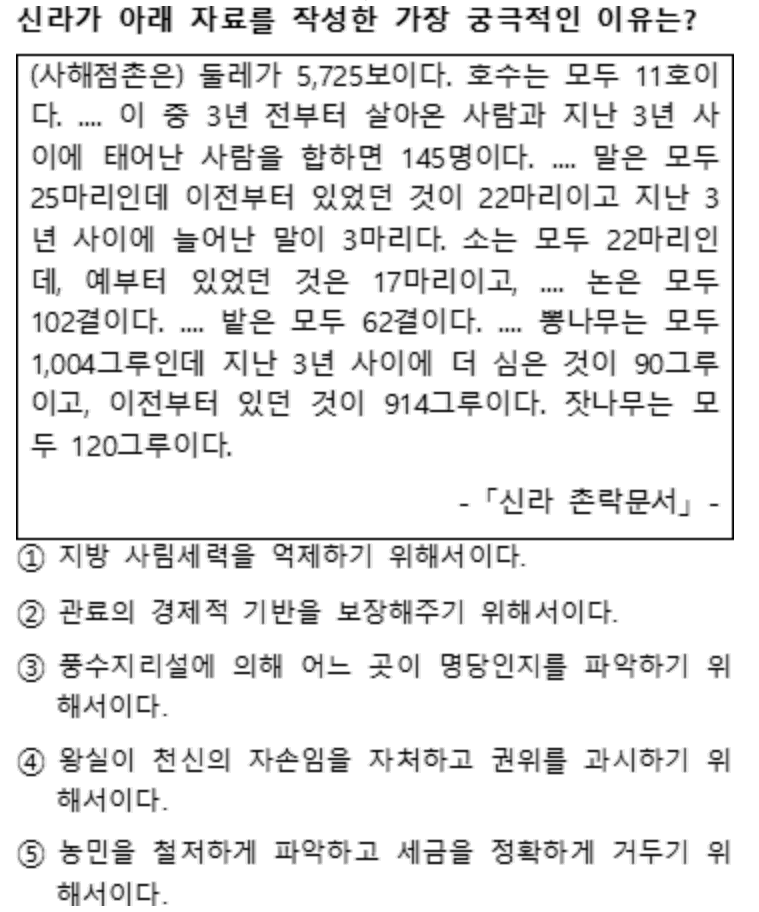 신라가 아래 자료를 작성한 가장 궁극적인 이유는?
(사해점촌은) 둘레가 5,725보이다. 호수는 모두 11호이
다. .... 이 중 3년 전부터 살아온 사람과 지난 3년 사
이에 태어난 사람을 합하면 145명이다. .... 말은 모두
25마리인데 이전부터 있었던 것이 22마리이고 지난 3
년 사이에 늘어난 말이 3마리다. 소는 모두 22마리인
데, 예부터 있었던 것은 17마리이고, .... 논은 모두
102결이다. .... 밭은 모두 62결이다. .... 뽕나무는 모두
1,004그루인데 지난 3년 사이에 더 심은 것이 90그루
이고, 이전부터 있던 것이 914그루이다. 잣나무는 모
두 120그루이다.
-「신라 촌락문서」-
① 지방 사림세력을 억제하기 위해서이다.
② 관료의 경제적 기반을 보장해주기 위해서이다.
③ 풍수지리설에 의해 어느 곳이 명당인지를 파악하기 위
해서이다.
④ 왕실이 천신의 자손임을 자처하고 권위를 과시하기 위
해서이다.
⑤ 농민을 철저하게 파악하고 세금을 정확하게 거두기 위
해서이다.